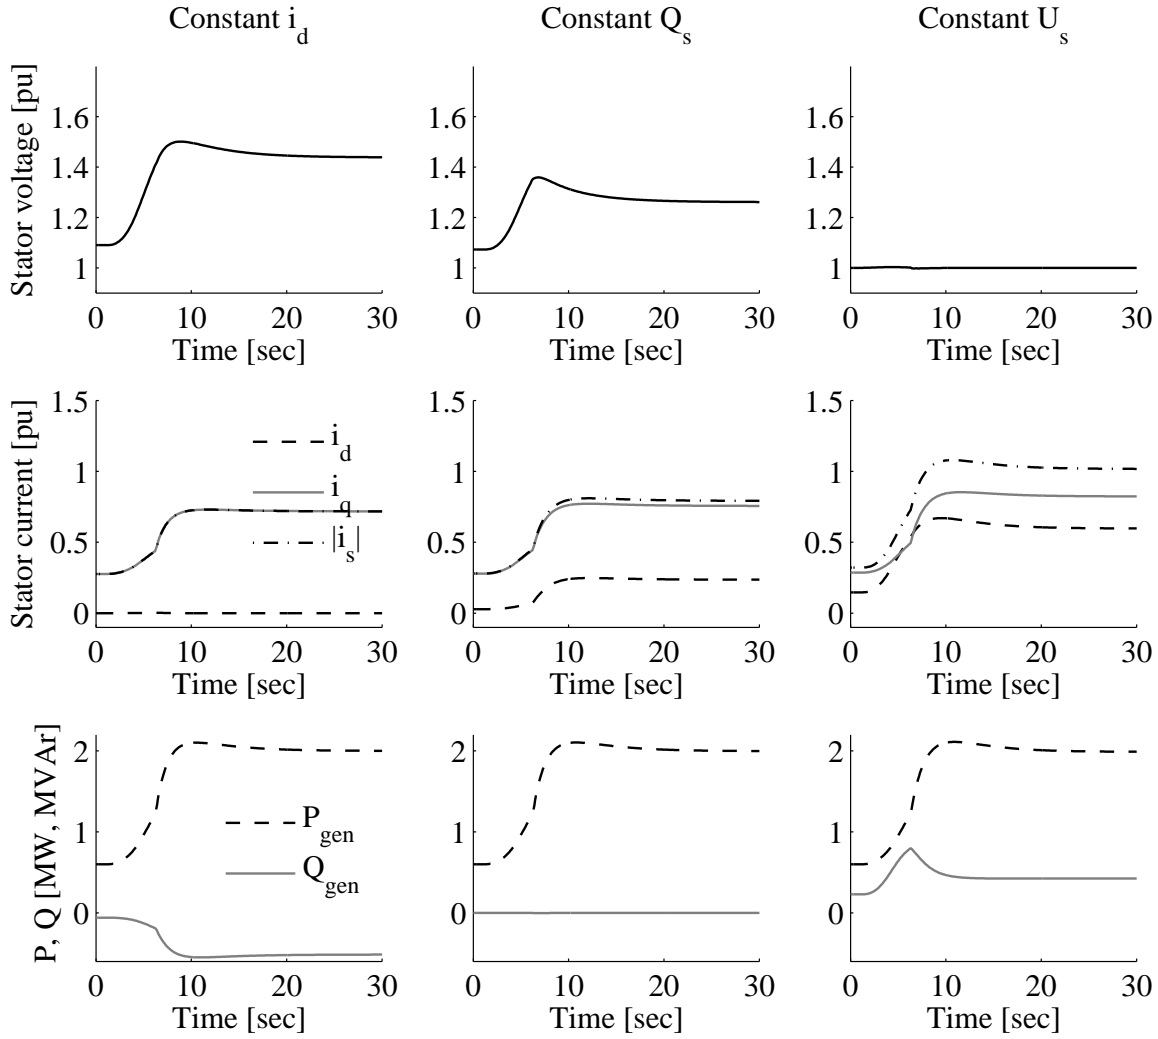 Constant i_d
Constant Q_s
Constant U_s
Stator voltage [pu]
1.6
1.4
1.2
1
0 10 20 30
Time [sec]
1.6
1.4
1.2
1
0 10 20 30
Time [sec]
1.6
1.4
1.2
1
0 10 20 30
Time [sec]
Stator current [pu]
1.5
1
0.5
0
i_d
i_q
|i_s|
0 10 20 30
Time [sec]
1.5
1
0.5
0
0 10 20 30
Time [sec]
1.5
1
0.5
0
0 10 20 30
Time [sec]
P, Q [MW, MVAr]
2
1
0
P_gen
Q_gen
0 10 20 30
Time [sec]
2
1
0
0 10 20 30
Time [sec]
2
1
0
0 10 20 30
Time [sec]